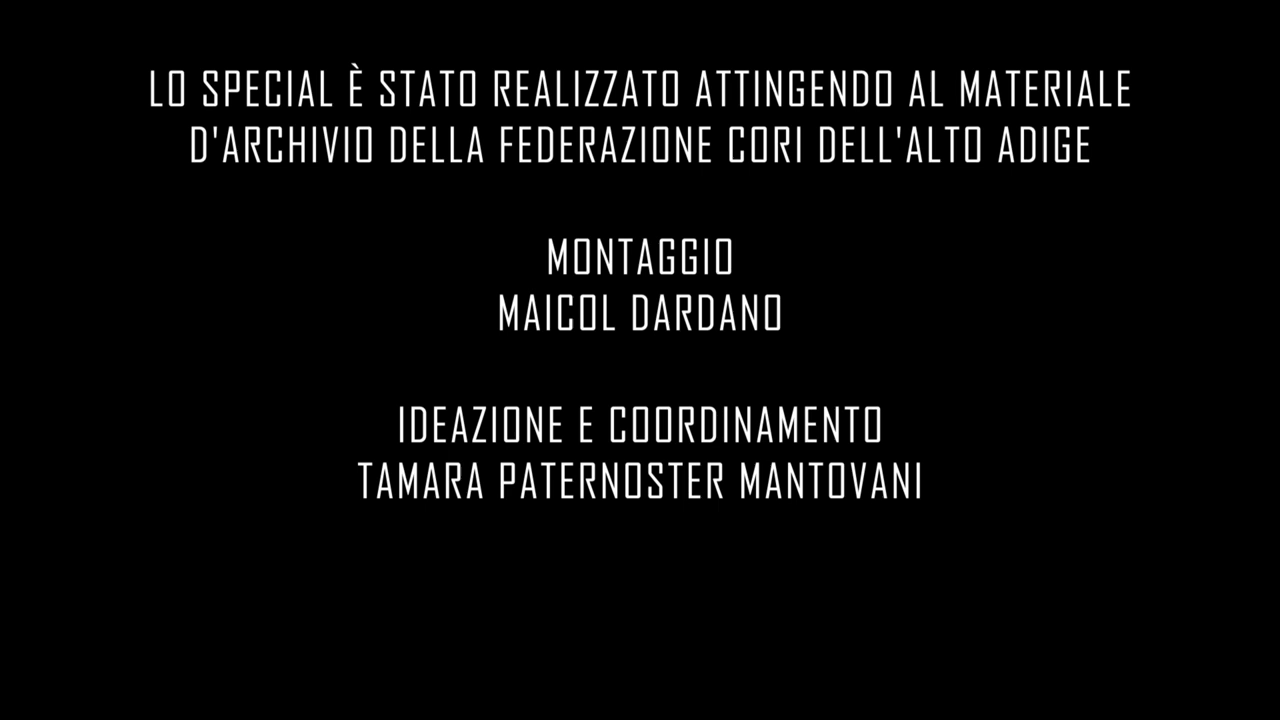 LO SPECIAL È STATO REALIZZATO ATTINGENDO AL MATERIALE
D'ARCHIVIO DELLA FEDERAZIONE CORI DELL'ALTO ADIGE
MONTAGGIO
MAICOL DARDANO
IDEAZIONE E COORDINAMENTO
TAMARA PATERNOSTER MANTOVANI